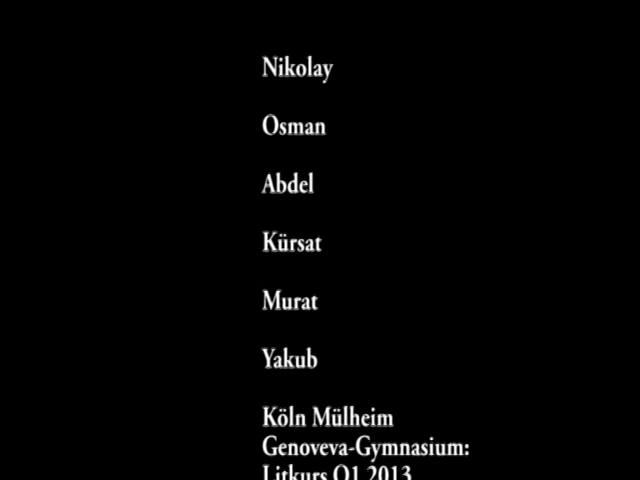 Nikolay
Osman
Abdel
Kürsat
Murat
Yakub
Köln Mülheim
Genoveva-Gymnasium:
Litkurs Q1 2013